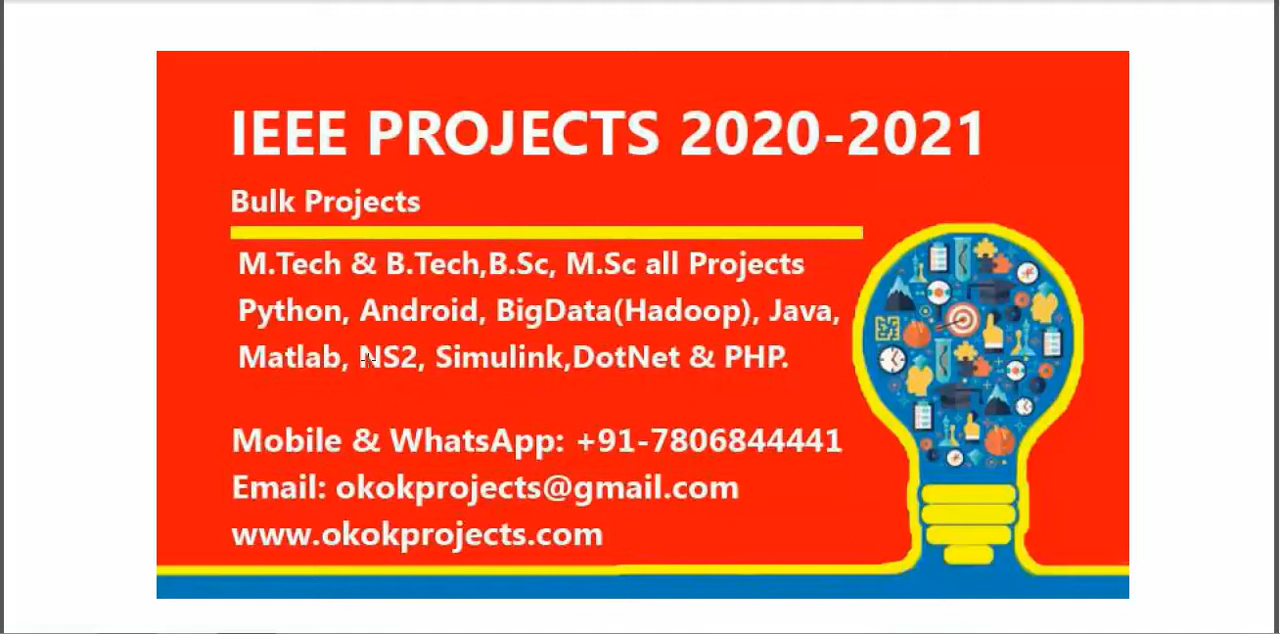 IEEE PROJECTS 2020-2021
Bulk Projects
M.Tech & B.Tech,B.Sc, M.Sc all Projects
Python, Android, BigData(Hadoop), Java,
Matlab, NS2, Simulink,DotNet & PHP.
Mobile & WhatsApp: +91-7806844441
Email: okokprojects@gmail.com
www.okokprojects.com